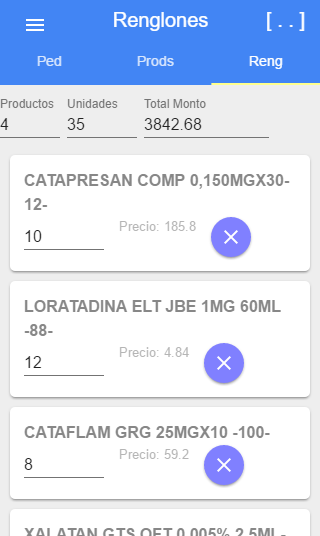 Renglones
[ . . ]
Ped Prods Reng
Productos Unidades Total Monto
4 35 3842.68
CATAPRESAN COMP 0,150MGX30-
12-
10 Precio: 185.8
LORATADINA ELT JBE 1MG 60ML
-88-
12 Precio: 4.84
CATAFLAM GRG 25MGX10 -100-
8 Precio: 59.2
XALATAN GTS OFT 0,005% 2,5ML-